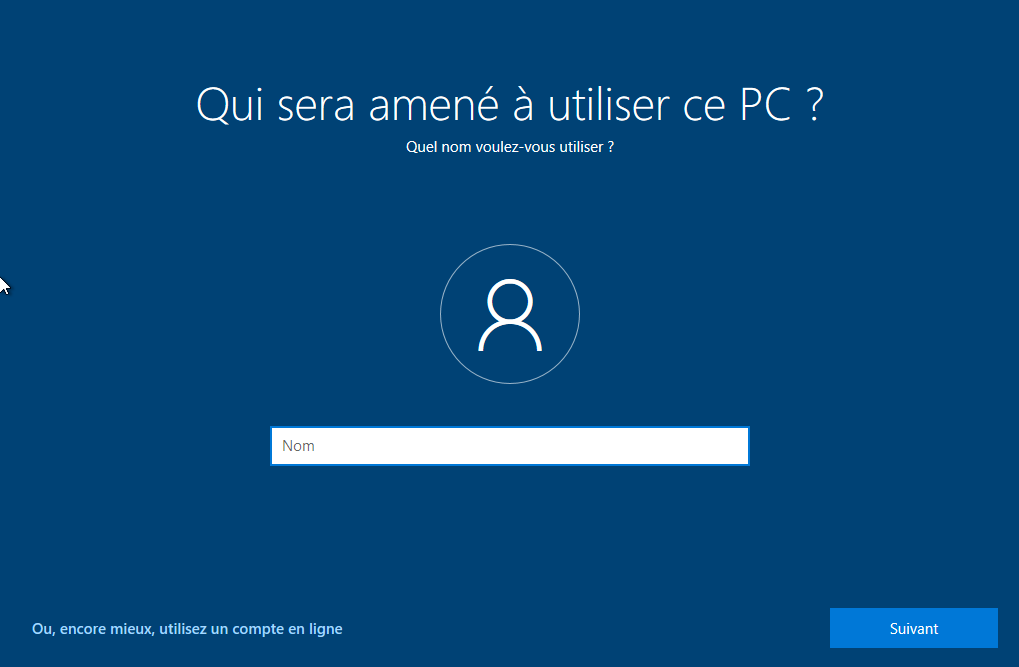 Qui sera amené à utiliser ce PC ?
Quel nom voulez-vous utiliser ?
Nom
Ou, encore mieux, utilisez un compte en ligne
Suivant